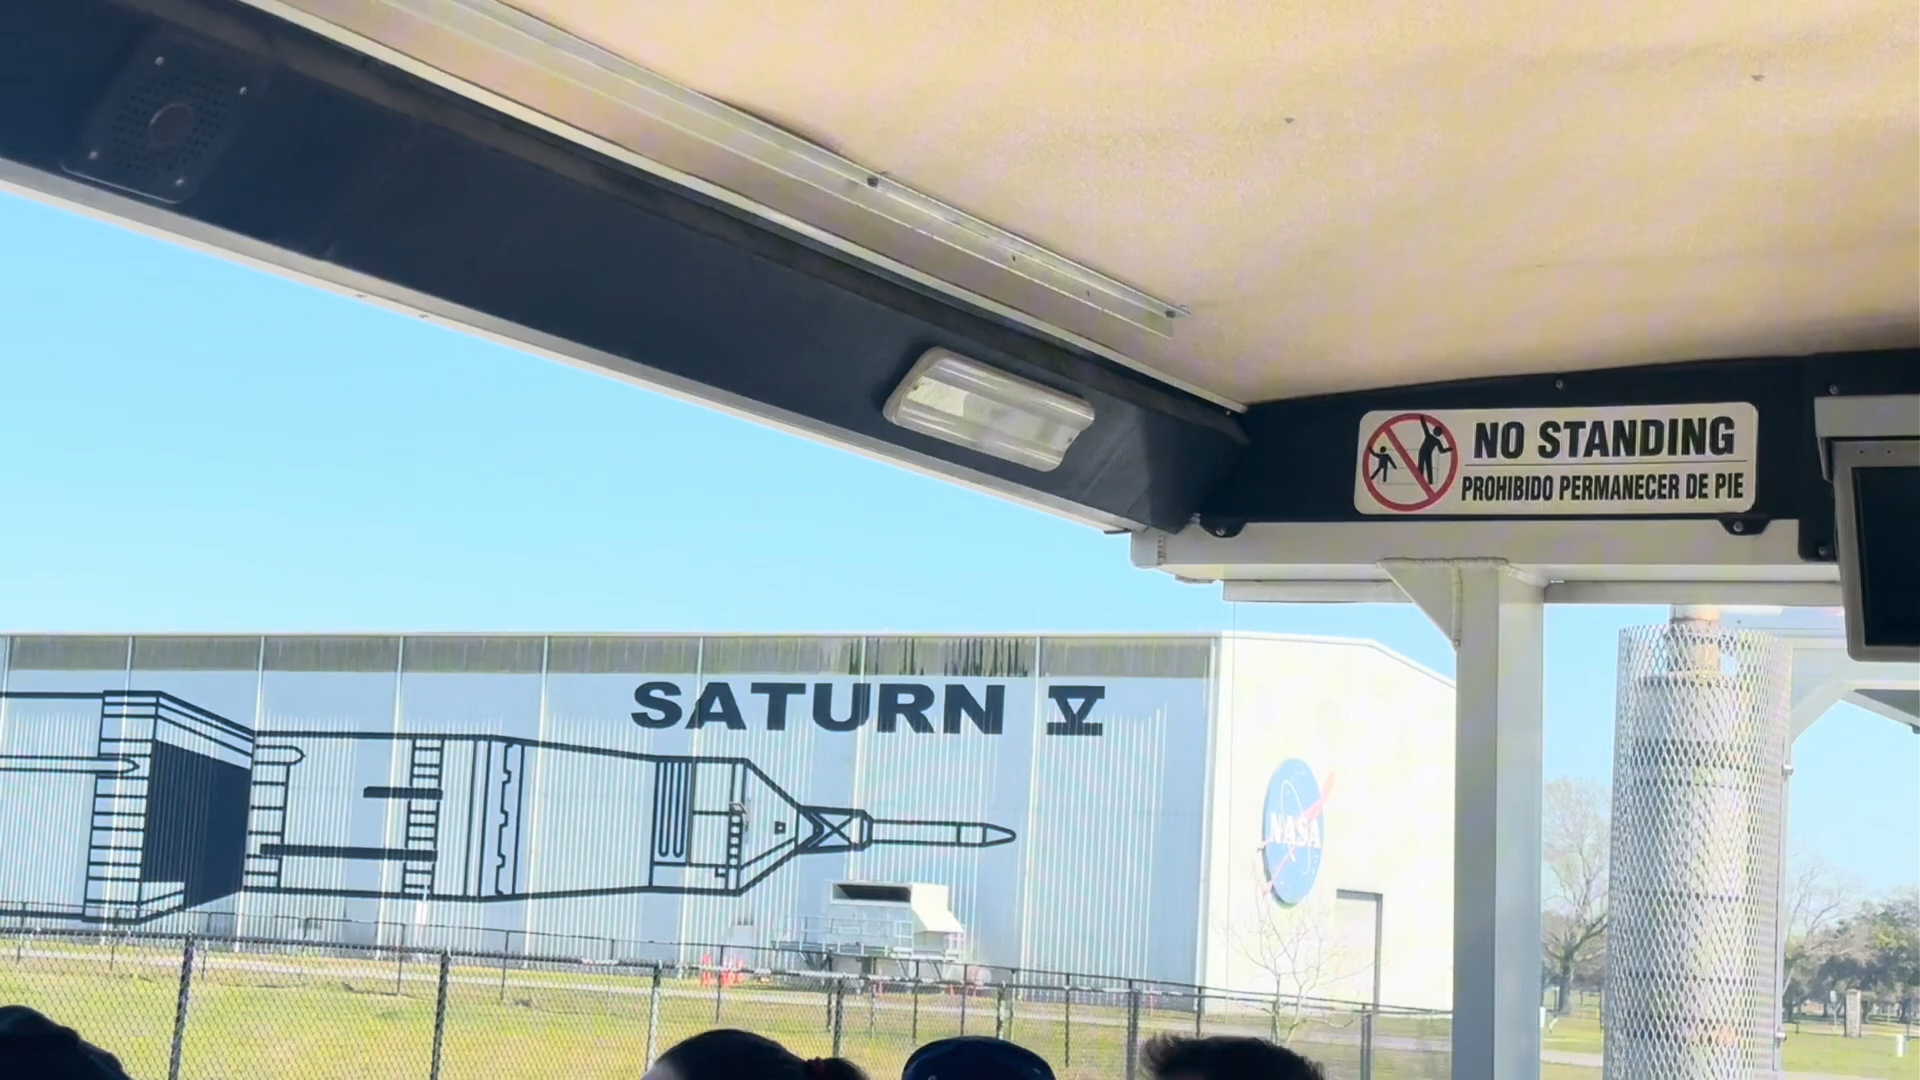 NO STANDING
PROHIBIDO PERMANECER DE PIE
SATURN V
NASA